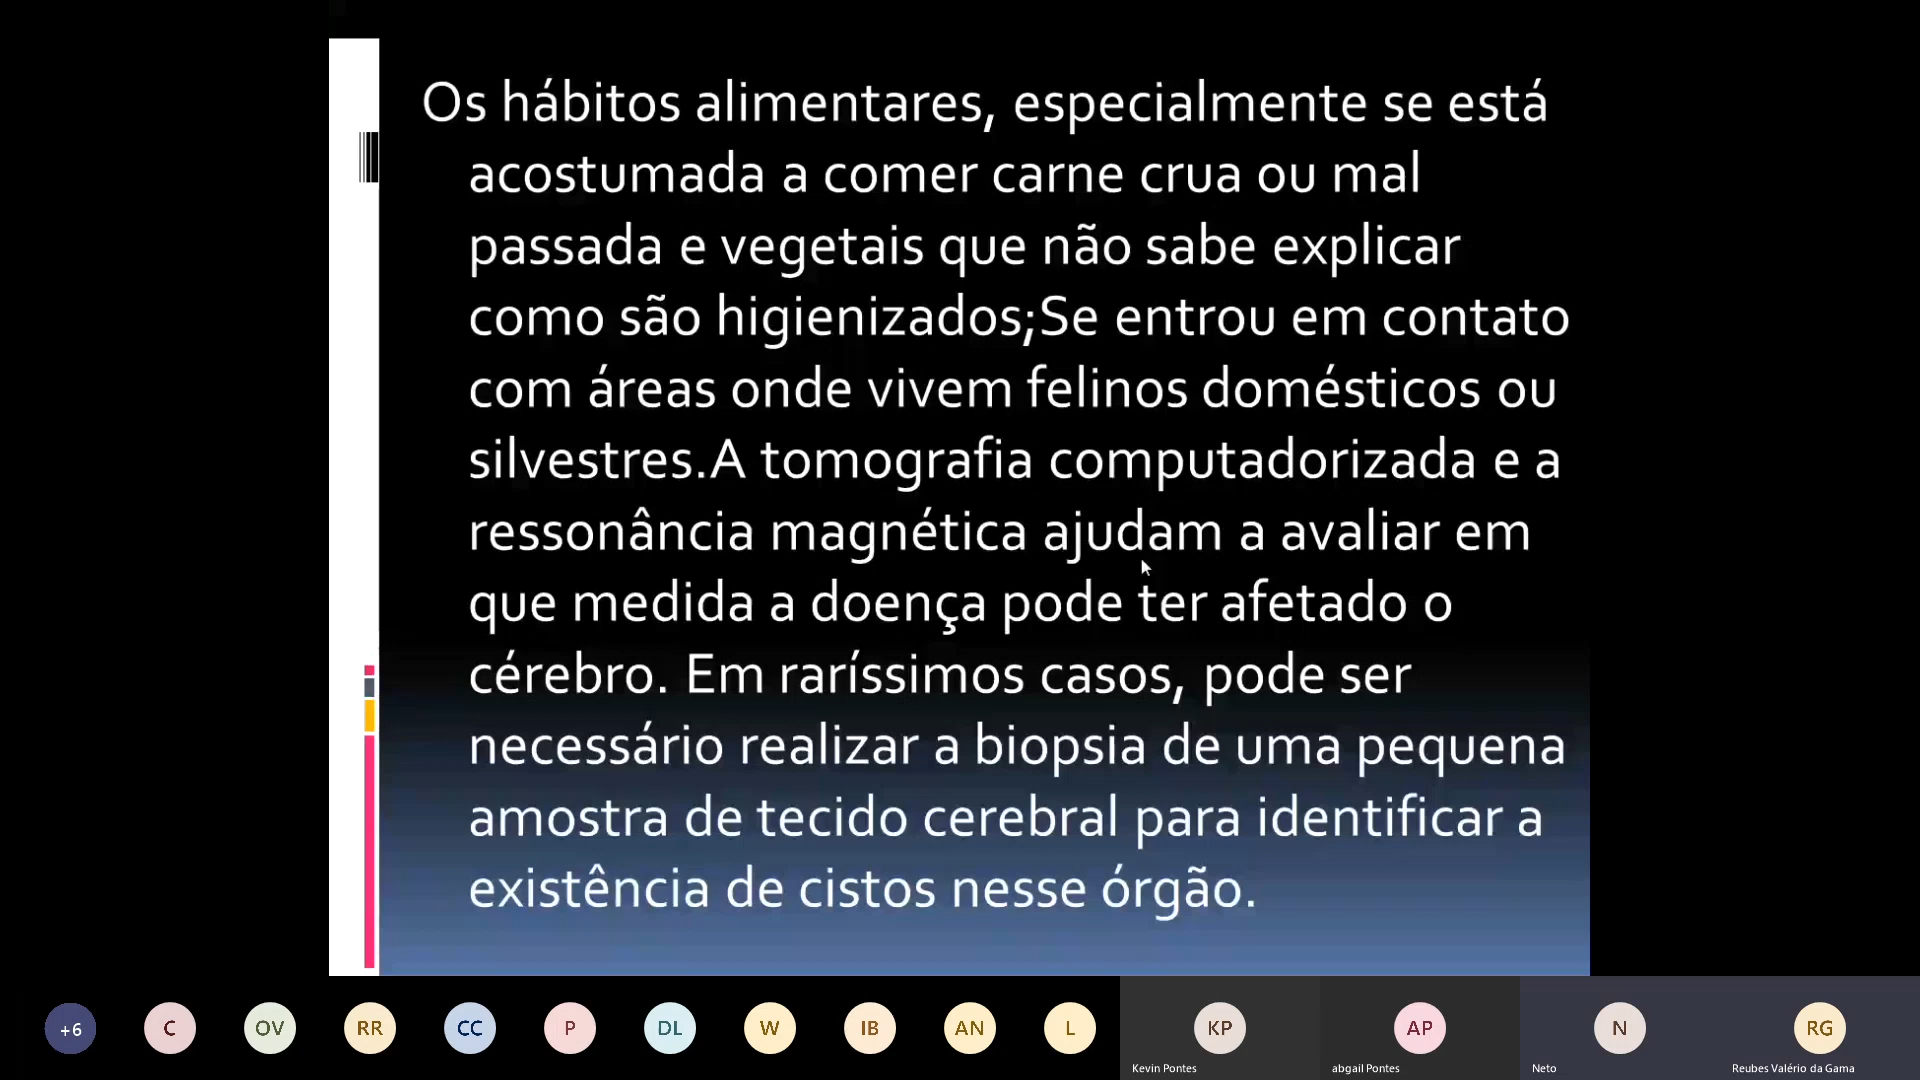 Os hábitos alimentares, especialmente se está
acostumada a comer carne crua ou mal
passada e vegetais que não sabe explicar
como são higienizados;Se entrou em contato
com áreas onde vivem felinos domésticos ou
silvestres.A tomografia computadorizada e a
ressonância magnética ajudam a avaliar em
que medida a doença pode ter afetado o
cérebro. Em raríssimos casos, pode ser
necessário realizar a biopsia de uma pequena
amostra de tecido cerebral para identificar a
existência de cistos nesse órgão.
+6 C OV RR CC P DL W IB AN L KP AP N RG
Kevin Pontes abgail Pontes Neto Reubes Valério da Gama